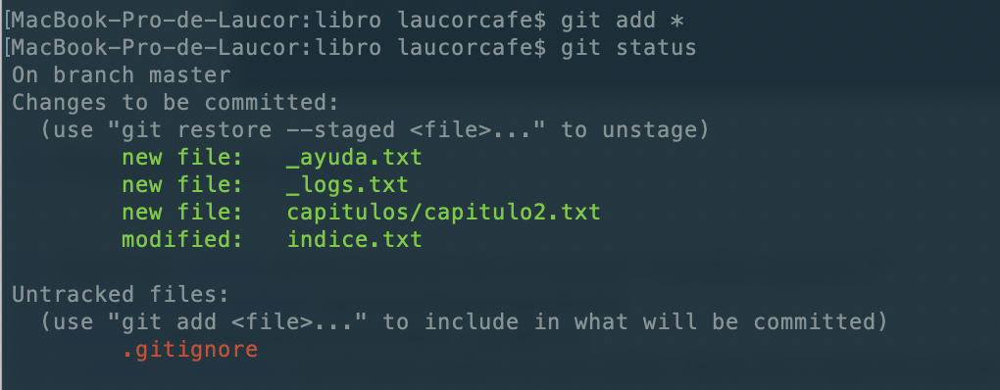 [MacBook-Pro-de-Laucor:libro laucorcafe$ git add *
[MacBook-Pro-de-Laucor:libro laucorcafe$ git status
On branch master
Changes to be committed:
  (use "git restore --staged <file>..." to unstage)
        new file:   _ayuda.txt
        new file:   _logs.txt
        new file:   capitulos/capitulo2.txt
        modified:   indice.txt
Untracked files:
  (use "git add <file>..." to include in what will be committed)
        .gitignore